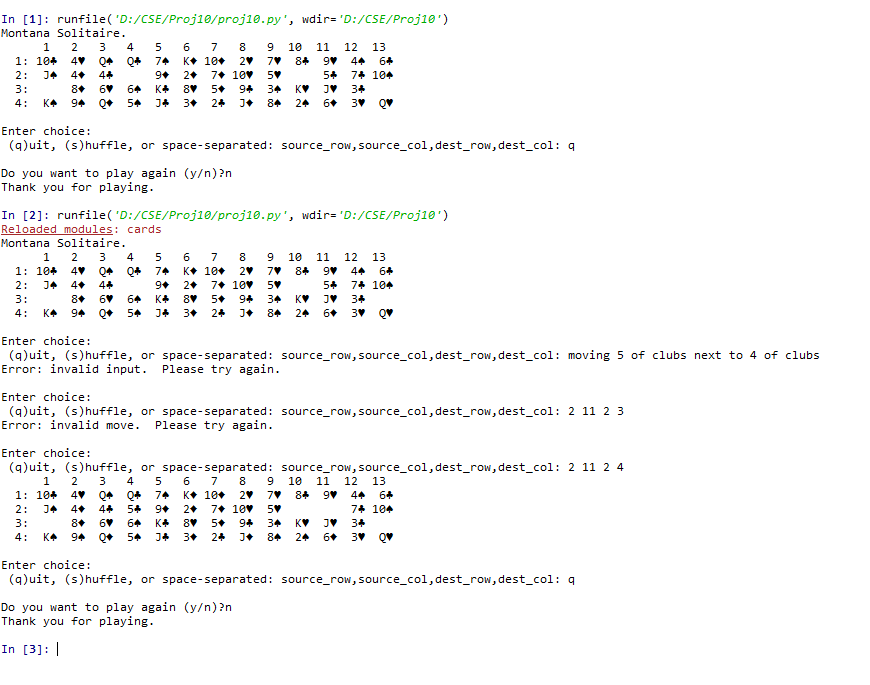 In [1]: runfile('D:/CSE/Proj10/proj10.py', wdir='D:/CSE/Proj10')
Montana Solitaire.
      1   2   3   4   5   6   7   8   9  10  11  12  13
  1: 10♣  4♥  Q♠  Q♣  7♠  K♦ 10♦  2♥  7♥  8♣  9♥  4♠  6♣
  2:  J♠  4♦  4♣      9♦  2♦  7♦ 10♥  5♥      5♣  7♣ 10♠
  3:      8♦  6♥  6♠  K♣  8♥  5♦  9♣  3♠  K♥  J♥  3♣
  4:  K♠  9♠  Q♦  5♠  J♣  3♦  2♣  J♦  8♠  2♠  6♦  3♥  Q♥
Enter choice:
 (q)uit, (s)huffle, or space-separated: source_row,source_col,dest_row,dest_col: q
Do you want to play again (y/n)?n
Thank you for playing.
In [2]: runfile('D:/CSE/Proj10/proj10.py', wdir='D:/CSE/Proj10')
Reloaded modules: cards
Montana Solitaire.
      1   2   3   4   5   6   7   8   9  10  11  12  13
  1: 10♣  4♥  Q♠  Q♣  7♠  K♦ 10♦  2♥  7♥  8♣  9♥  4♠  6♣
  2:  J♠  4♦  4♣      9♦  2♦  7♦ 10♥  5♥      5♣  7♣ 10♠
  3:      8♦  6♥  6♠  K♣  8♥  5♦  9♣  3♠  K♥  J♥  3♣
  4:  K♠  9♠  Q♦  5♠  J♣  3♦  2♣  J♦  8♠  2♠  6♦  3♥  Q♥
Enter choice:
 (q)uit, (s)huffle, or space-separated: source_row,source_col,dest_row,dest_col: moving 5 of clubs next to 4 of clubs
Error: invalid input.  Please try again.
Enter choice:
 (q)uit, (s)huffle, or space-separated: source_row,source_col,dest_row,dest_col: 2 11 2 3
Error: invalid move.  Please try again.
Enter choice:
 (q)uit, (s)huffle, or space-separated: source_row,source_col,dest_row,dest_col: 2 11 2 4
      1   2   3   4   5   6   7   8   9  10  11  12  13
  1: 10♣  4♥  Q♠  Q♣  7♠  K♦ 10♦  2♥  7♥  8♣  9♥  4♠  6♣
  2:  J♠  4♦  4♣  5♣  9♦  2♦  7♦ 10♥  5♥          7♣ 10♠
  3:      8♦  6♥  6♠  K♣  8♥  5♦  9♣  3♠  K♥  J♥  3♣
  4:  K♠  9♠  Q♦  5♠  J♣  3♦  2♣  J♦  8♠  2♠  6♦  3♥  Q♥
Enter choice:
 (q)uit, (s)huffle, or space-separated: source_row,source_col,dest_row,dest_col: q
Do you want to play again (y/n)?n
Thank you for playing.
In [3]: